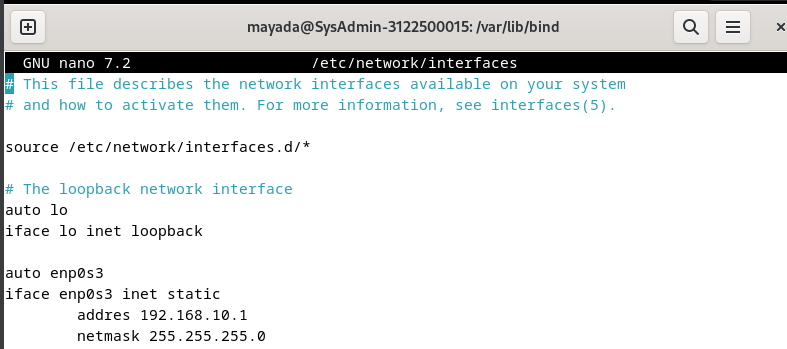 mayada@SysAdmin-3122500015: /var/lib/bind
GNU nano 7.2 /etc/network/interfaces
# This file describes the network interfaces available on your system
# and how to activate them. For more information, see interfaces(5).
source /etc/network/interfaces.d/*
# The loopback network interface
auto lo
iface lo inet loopback
auto enp0s3
iface enp0s3 inet static
addres 192.168.10.1
netmask 255.255.255.0